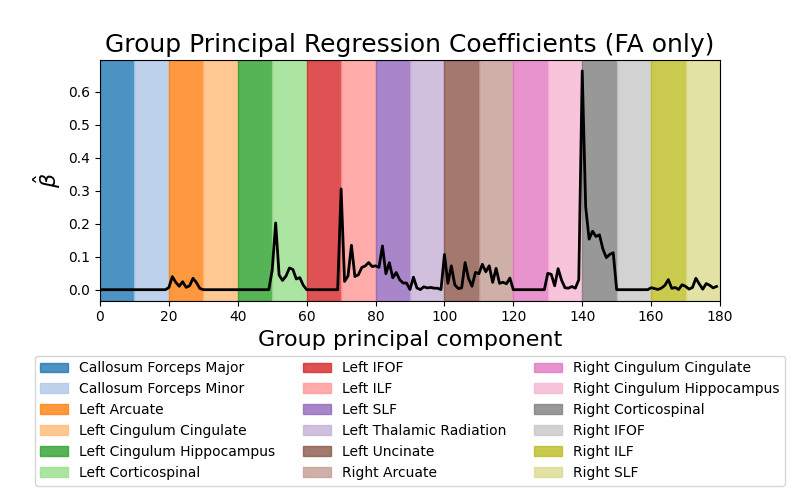 Group Principal Regression Coefficients (FA only)
0.6
0.5
0.4
0.3
0.2
0.1
0.0
β̂
0 20 40 60 80 100 120 140 160 180
Group principal component
Callosum Forceps Major Left IFOF Right Cingulum Cingulate
Callosum Forceps Minor Left ILF Right Cingulum Hippocampus
Left Arcuate Left SLF Right Corticospinal
Left Cingulum Cingulate Left Thalamic Radiation Right IFOF
Left Cingulum Hippocampus Left Uncinate Right ILF
Left Corticospinal Right Arcuate Right SLF